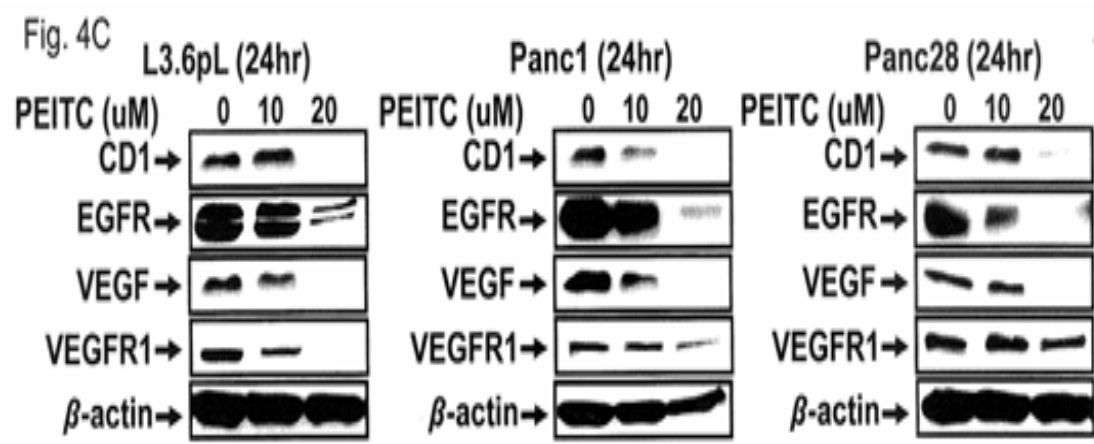 Fig. 4C
L3.6pL (24hr)
PEITC (uM) 0 10 20
CD1
EGFR
VEGF
VEGFR1
β-actin
Panc1 (24hr)
PEITC (uM) 0 10 20
CD1
EGFR
VEGF
VEGFR1
Panc28 (24hr)
PEITC (uM) 0 10 20
CD1
EGFR
VEGF
VEGFR1
β-actin
β-actin